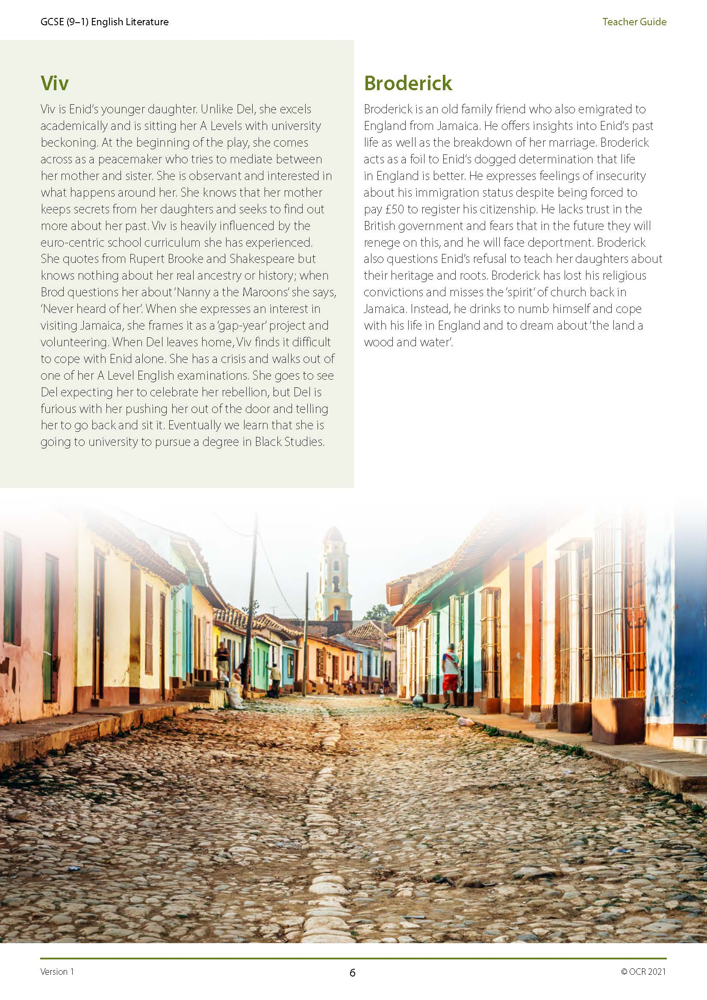 GCSE (9–1) English Literature
Teacher Guide
Viv
Viv is Enid’s younger daughter. Unlike Del, she excels
academically and is sitting her A Levels with university
beckoning. At the beginning of the play, she comes
across as a peacemaker who tries to mediate between
her mother and sister. She is observant and interested in
what happens around her. She knows that her mother
keeps secrets from her daughters and seeks to find out
more about her past. Viv is heavily influenced by the
euro-centric school curriculum she has experienced.
She quotes from Rupert Brooke and Shakespeare but
knows nothing about her real ancestry or history; when
Brod questions her about ‘Nanny a the Maroons’ she says,
‘Never heard of her’. When she expresses an interest in
visiting Jamaica, she frames it as a ‘gap-year’ project and
volunteering. When Del leaves home, Viv finds it difficult
to cope with Enid alone. She has a crisis and walks out of
one of her A Level English examinations. She goes to see
Del expecting her to celebrate her rebellion, but Del is
furious with her pushing her out of the door and telling
her to go back and sit it. Eventually we learn that she is
going to university to pursue a degree in Black Studies.
Broderick
Broderick is an old family friend who also emigrated to
England from Jamaica. He offers insights into Enid’s past
life as well as the breakdown of her marriage. Broderick
acts as a foil to Enid’s dogged determination that life
in England is better. He expresses feelings of insecurity
about his immigration status despite being forced to
pay £50 to register his citizenship. He lacks trust in the
British government and fears that in the future they will
renege on this, and he will face deportment. Broderick
also questions Enid’s refusal to teach her daughters about
their heritage and roots. Broderick has lost his religious
convictions and misses the ‘spirit’ of church back in
Jamaica. Instead, he drinks to numb himself and cope
with his life in England and to dream about ‘the land a
wood and water’.
Version 1
6
© OCR 2021